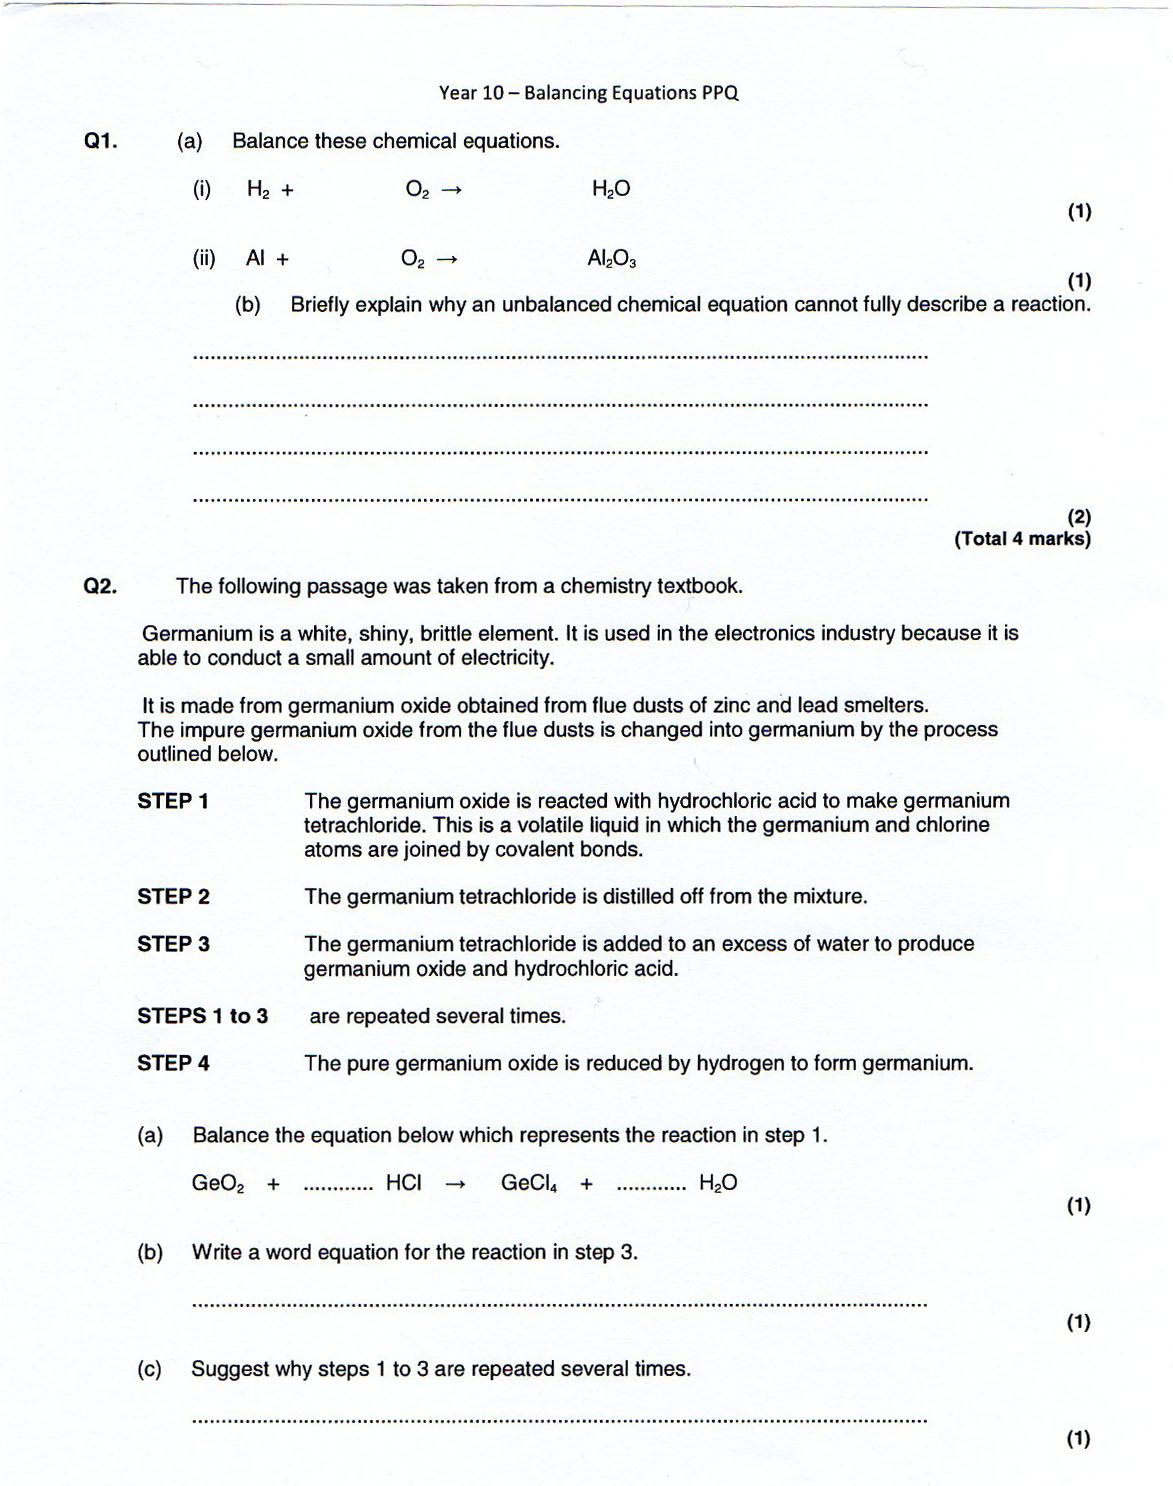 Year 10 – Balancing Equations PPQ
Q1. (a) Balance these chemical equations.
(i) H₂ + O₂ → H₂O
(1)
(ii) Al + O₂ → Al₂O₃
(1)
(b) Briefly explain why an unbalanced chemical equation cannot fully describe a reaction.
(2)
(Total 4 marks)
Q2. The following passage was taken from a chemistry textbook.
Germanium is a white, shiny, brittle element. It is used in the electronics industry because it is
able to conduct a small amount of electricity.
It is made from germanium oxide obtained from flue dusts of zinc and lead smelters.
The impure germanium oxide from the flue dusts is changed into germanium by the process
outlined below.
STEP 1 The germanium oxide is reacted with hydrochloric acid to make germanium
tetrachloride. This is a volatile liquid in which the germanium and chlorine
atoms are joined by covalent bonds.
STEP 2 The germanium tetrachloride is distilled off from the mixture.
STEP 3 The germanium tetrachloride is added to an excess of water to produce
germanium oxide and hydrochloric acid.
STEPS 1 to 3 are repeated several times.
STEP 4 The pure germanium oxide is reduced by hydrogen to form germanium.
(a) Balance the equation below which represents the reaction in step 1.
GeO₂ + ............ HCl → GeCl₄ + ............ H₂O
(1)
(b) Write a word equation for the reaction in step 3.
(1)
(c) Suggest why steps 1 to 3 are repeated several times.
(1)